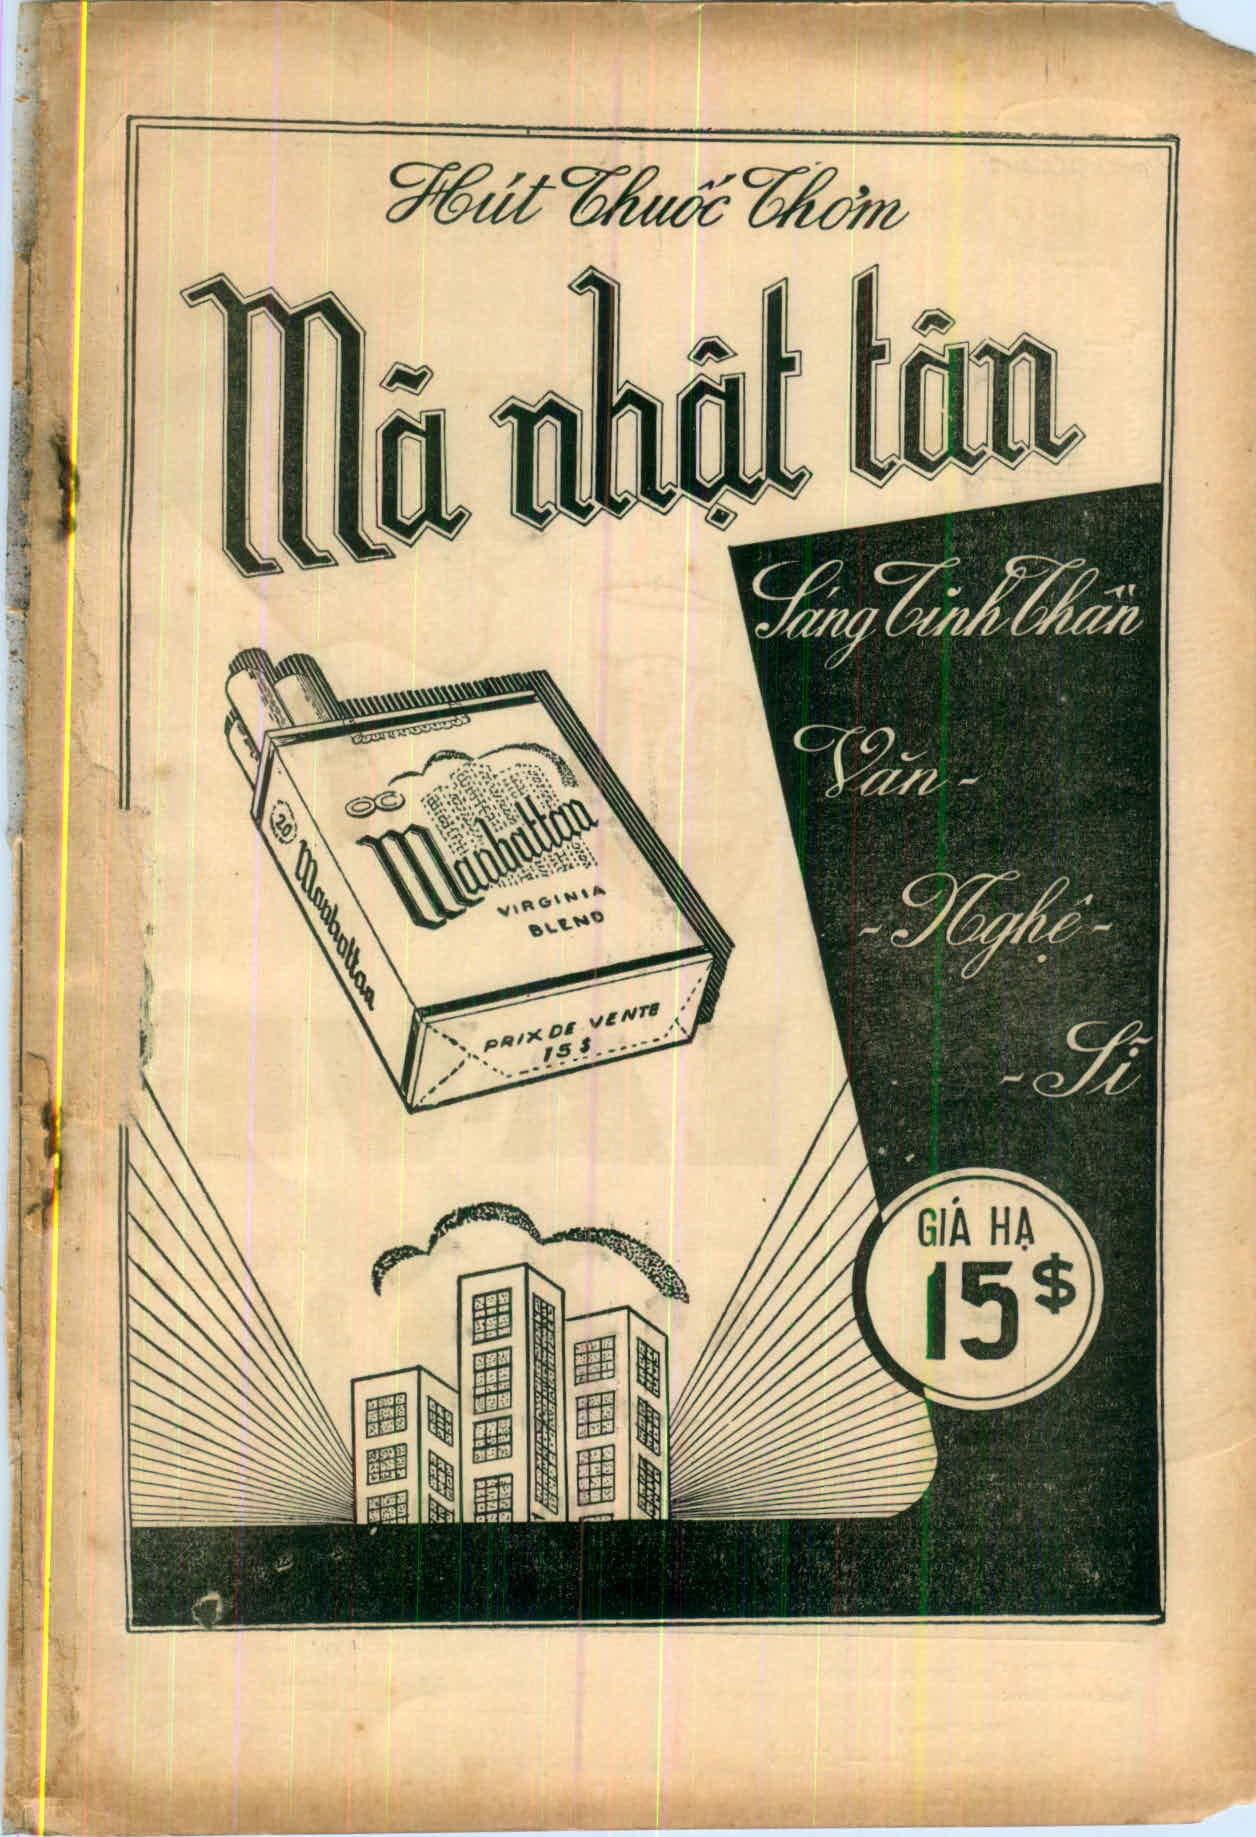 Hút Thuốc Thơm
Mã nhật tân
Sáng Tinh Thần
Văn -
- Nghệ -
- Sĩ
20
Manhattan
Manhattan
VIRGINIA
BLEND
PRIX DE VENTE
15 $
GIÁ HẠ
15 $